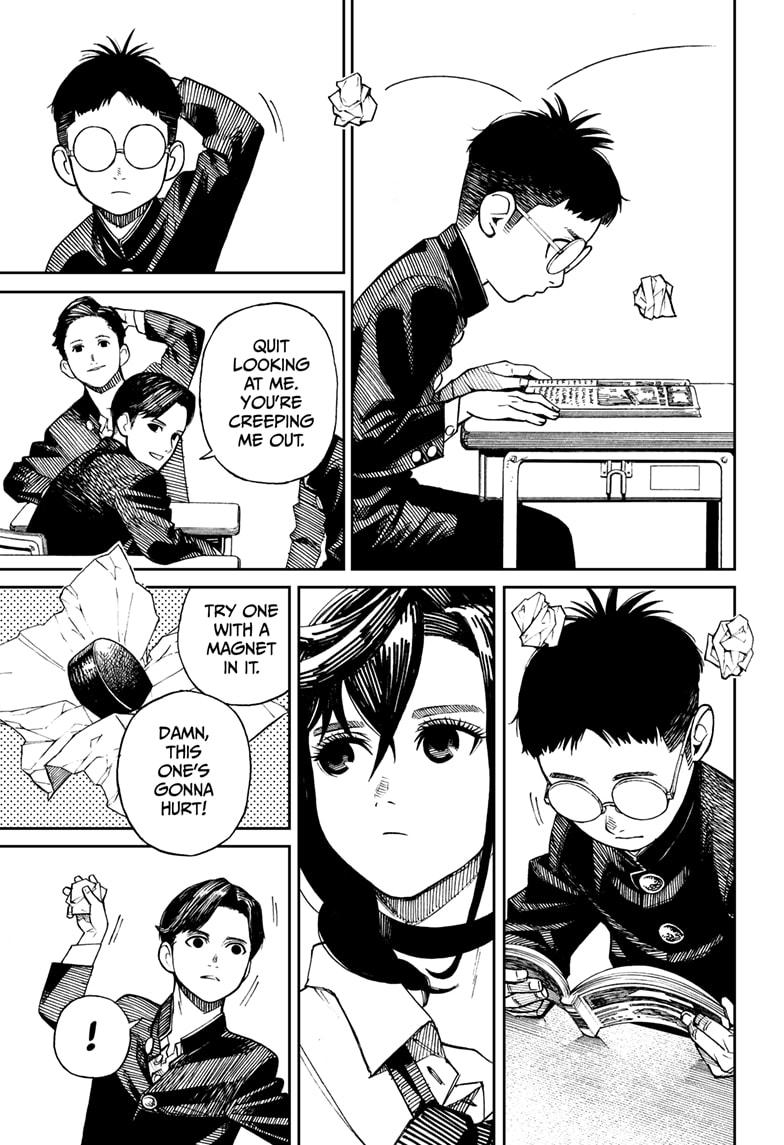 QUIT
LOOKING
AT ME.
YOU'RE
CREEPING
ME OUT.
TRY ONE
WITH A
MAGNET
IN IT.
DAMN,
THIS
ONE'S
GONNA
HURT!
!